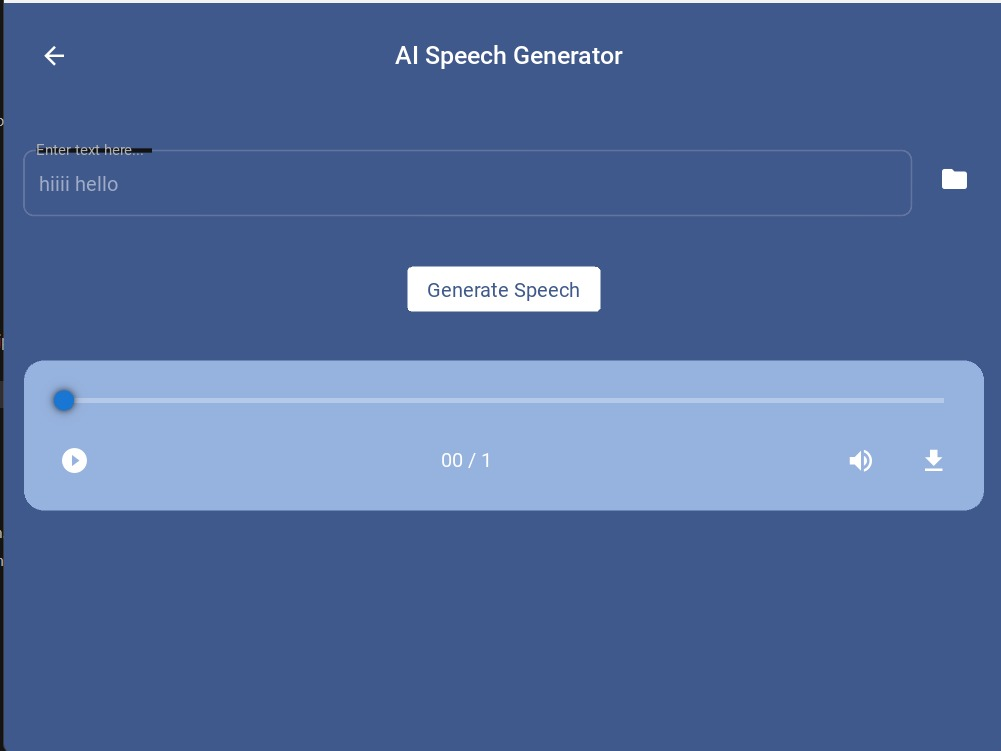 AI Speech Generator
Enter text here...
hiiii hello
Generate Speech
00 / 1